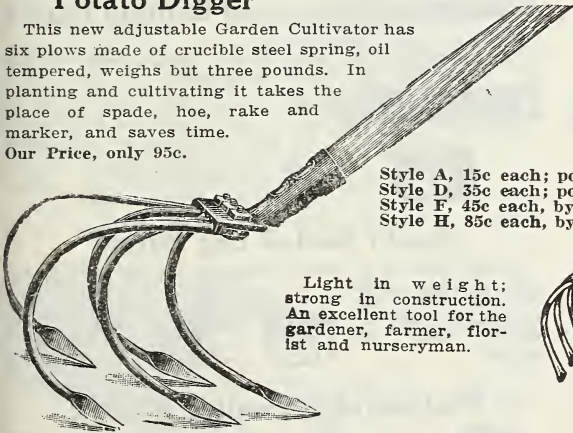 Potato Digger
This new adjustable Garden Cultivator has
six plows made of crucible steel spring, oil
tempered, weighs but three pounds. In
planting and cultivating it takes the
place of spade, hoe, rake and
marker, and saves time.
Our Price, only 95c.
Style A, 15c each;
Style D, 35c each;
Style F, 45c each, by
Style H, 85c each, by
Light in weight;
strong in construction.
An excellent tool for the
gardener, farmer, flor-
ist and nurseryman.